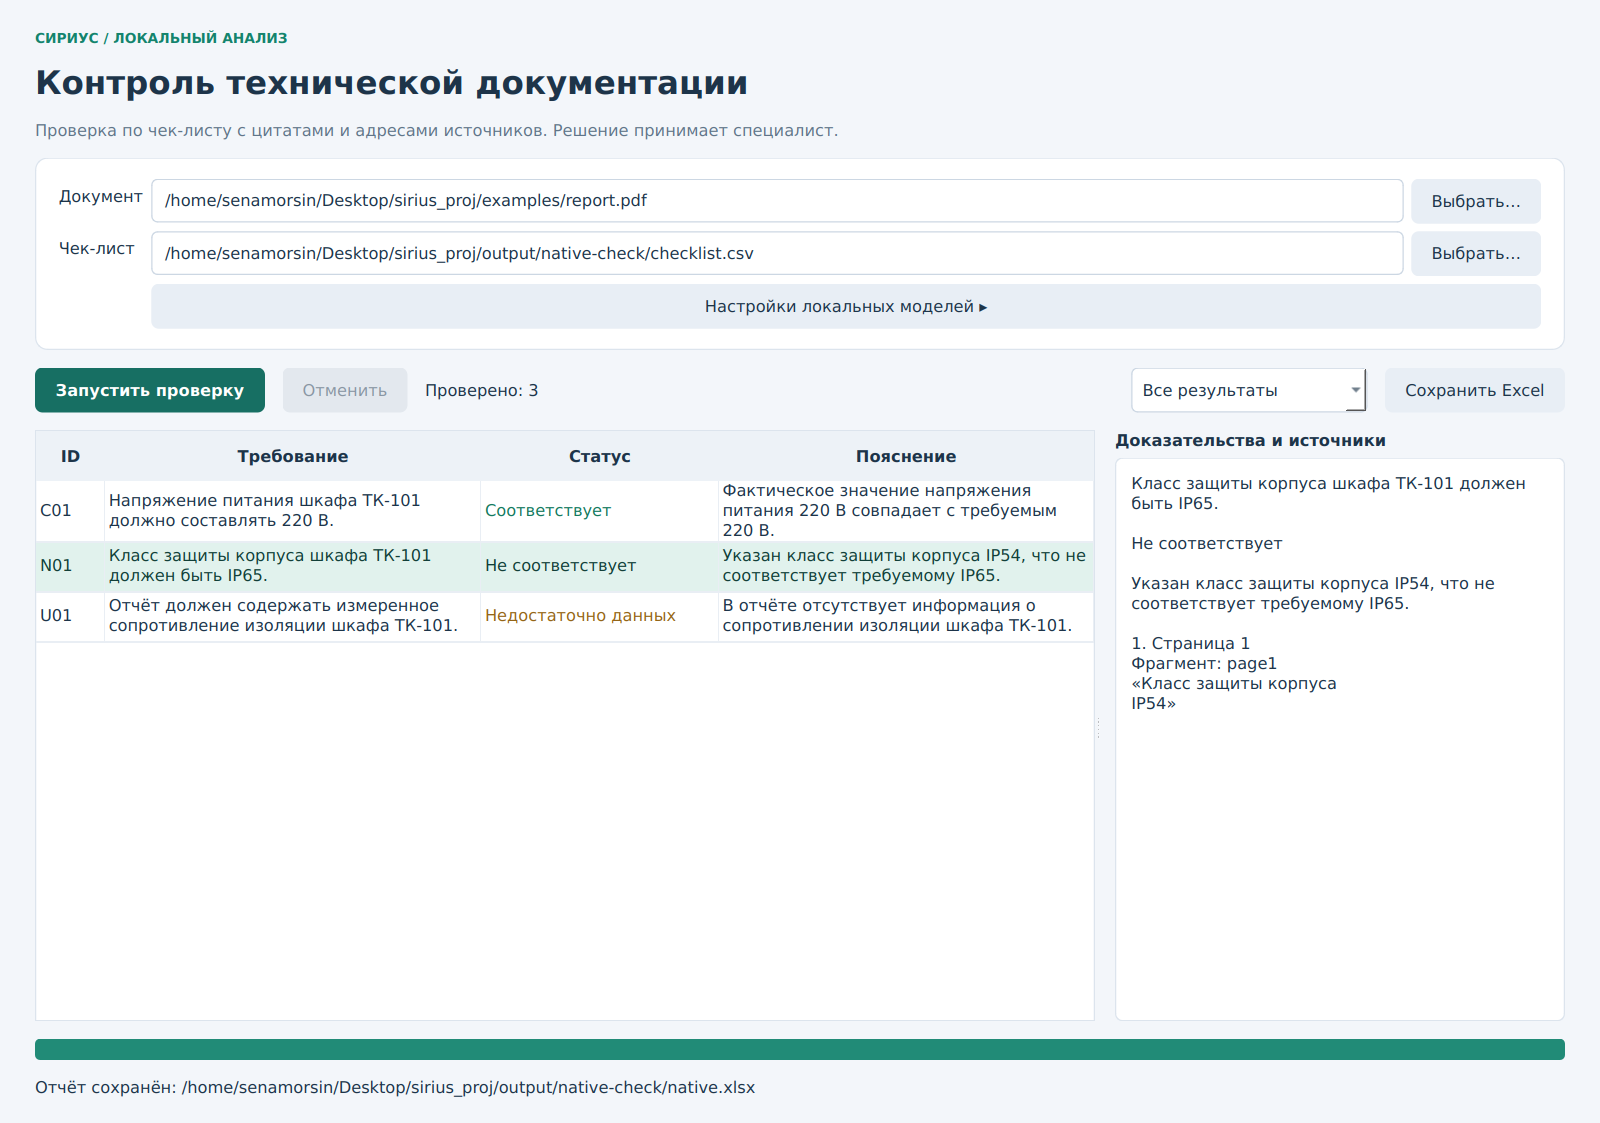 СИРИУС / ЛОКАЛЬНЫЙ АНАЛИЗ
Контроль технической документации
Проверка по чек-листу с цитатами и адресами источников. Решение принимает специалист.
Документ
/home/senamorsin/Desktop/sirius_proj/examples/report.pdf
Выбрать...
Чек-лист
/home/senamorsin/Desktop/sirius_proj/output/native-check/checklist.csv
Выбрать...
Настройки локальных моделей ▸
Запустить проверку
Отменить
Проверено: 3
Все результаты
Сохранить Excel
ID
Требование
Статус
Пояснение
C01
Напряжение питания шкафа ТК-101
должно составлять 220 В.
Соответствует
Фактическое значение напряжения
питания 220 В совпадает с требуемым
220 В.
N01
Класс защиты корпуса шкафа ТК-101
должен быть IP65.
Не соответствует
Указан класс защиты корпуса IP54, что не
соответствует требуемому IP65.
U01
Отчёт должен содержать измеренное
сопротивление изоляции шкафа ТК-101.
Недостаточно данных
В отчёте отсутствует информация о
сопротивлении изоляции шкафа ТК-101.
Доказательства и источники
Класс защиты корпуса шкафа ТК-101 должен
быть IP65.
Не соответствует
Указан класс защиты корпуса IP54, что не
соответствует требуемому IP65.
1. Страница 1
Фрагмент: page1
«Класс защиты корпуса
IP54»
Отчёт сохранён: /home/senamorsin/Desktop/sirius_proj/output/native-check/native.xlsx